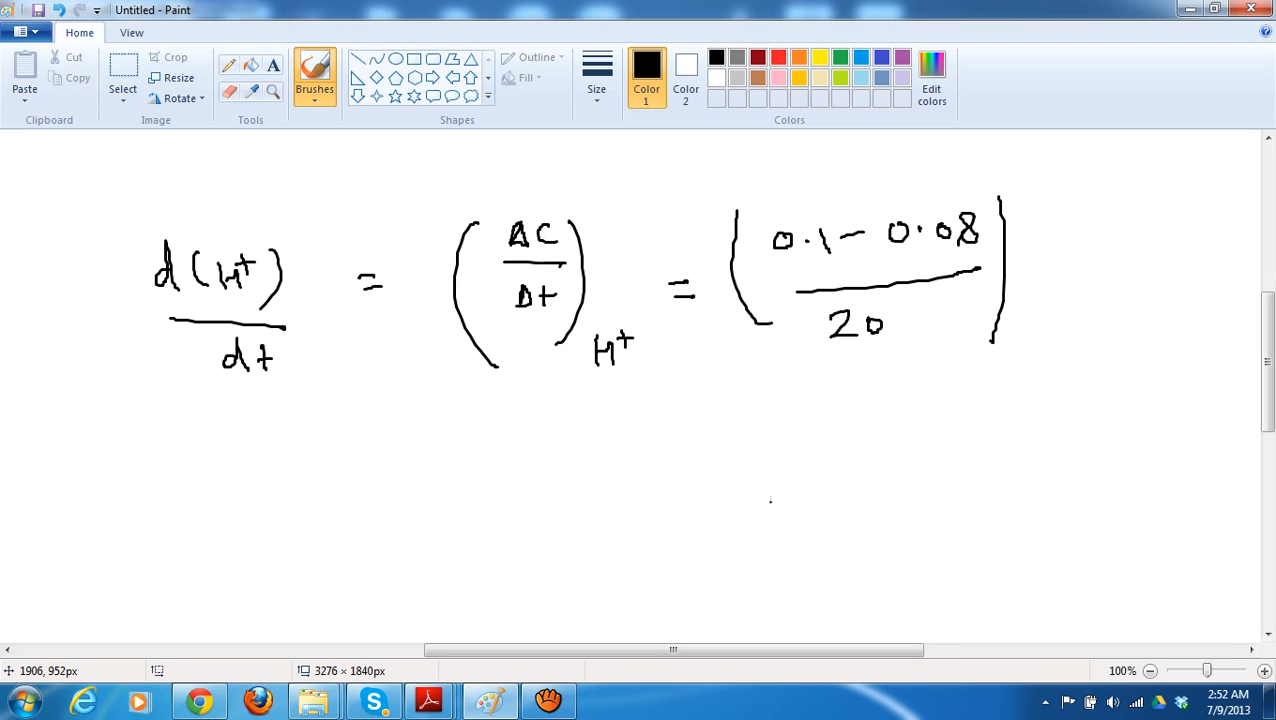 Untitled - Paint
Home View
Cut
Copy
Paste
Crop
Resize
Rotate
Select
A
Brushes
Outline
Fill
Size
Color 1
Color 2
Edit colors
Clipboard Image Tools Shapes Colors
d(H+)/dt = (ΔC/Δt)H+ = (0.1 - 0.08/20)
1906, 952px 3276 × 1840px 100%
2:52 AM
7/9/2013